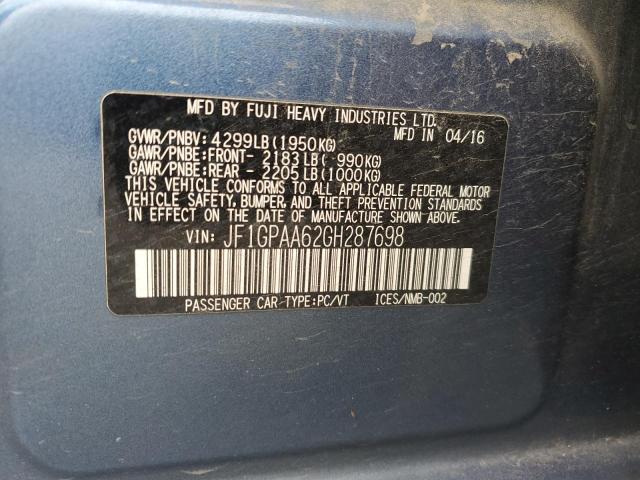 MFD BY FUJI HEAVY INDUSTRIES LTD.
MFD IN 04/16
GVWR/PNBV: 4299LB(1950KG)
GAWR/PNBE:FRONT- 2183LB( 990KG)
GAWR/PNBE:REAR - 2205LB(1000KG)
THIS VEHICLE CONFORMS TO ALL APPLICABLE FEDERAL MOTOR
VEHICLE SAFETY, BUMPER, AND THEFT PREVENTION STANDARDS
IN EFFECT ON THE DATE OF MANUFACTURE SHOWN ABOVE.
VIN: JF1GPAA62GH287698
PASSENGER CAR TYPE:PC/VT ICES/NMB-002